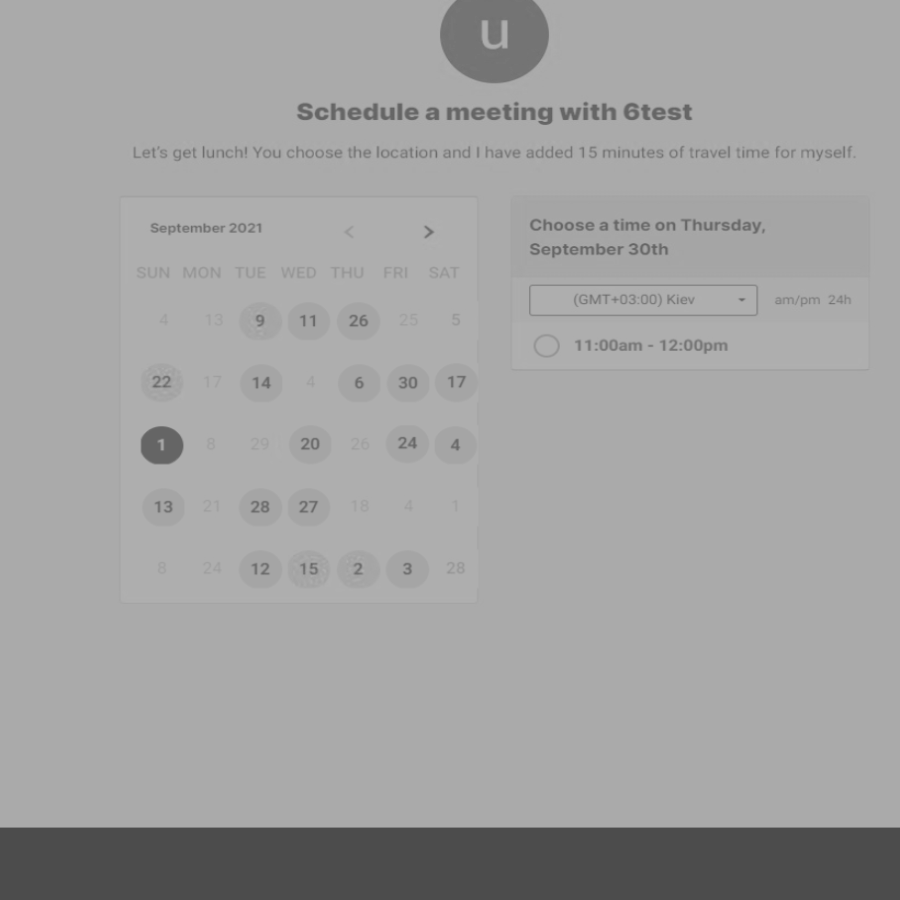 u
Schedule a meeting with 6test
Let's get lunch! You choose the location and I have added 15 minutes of travel time for myself.
September 2021 < >
SUN MON TUE WED THU FRI SAT
4 13 9 11 26 25 5
22 17 14 4 6 30 17
1 8 29 20 26 24 4
13 21 28 27 18 4 1
8 24 12 15 2 3 28
Choose a time on Thursday,
September 30th
(GMT+03:00) Kiev am/pm 24h
11:00am - 12:00pm